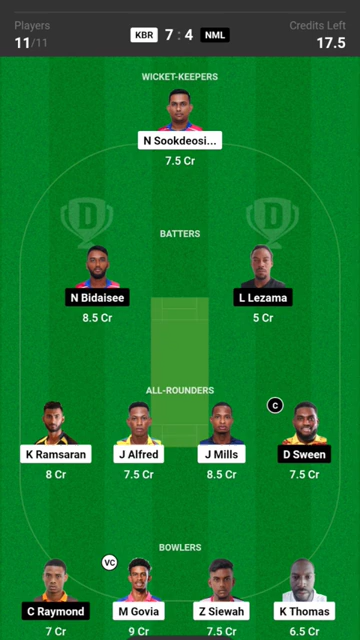 Players
11/11
KBR 7 : 4 NML
Credits Left
17.5
WICKET-KEEPERS
N Sookdeosi...
7.5 Cr
D D
BATTERS
N Bidaisee L Lezama
8.5 Cr 5 Cr
ALL-ROUNDERS
C
K Ramsaran J Alfred J Mills D Sween
8 Cr 7.5 Cr 8.5 Cr 7.5 Cr
BOWLERS
VC
C Raymond M Govia Z Siewah K Thomas
7 Cr 9 Cr 7.5 Cr 6.5 Cr